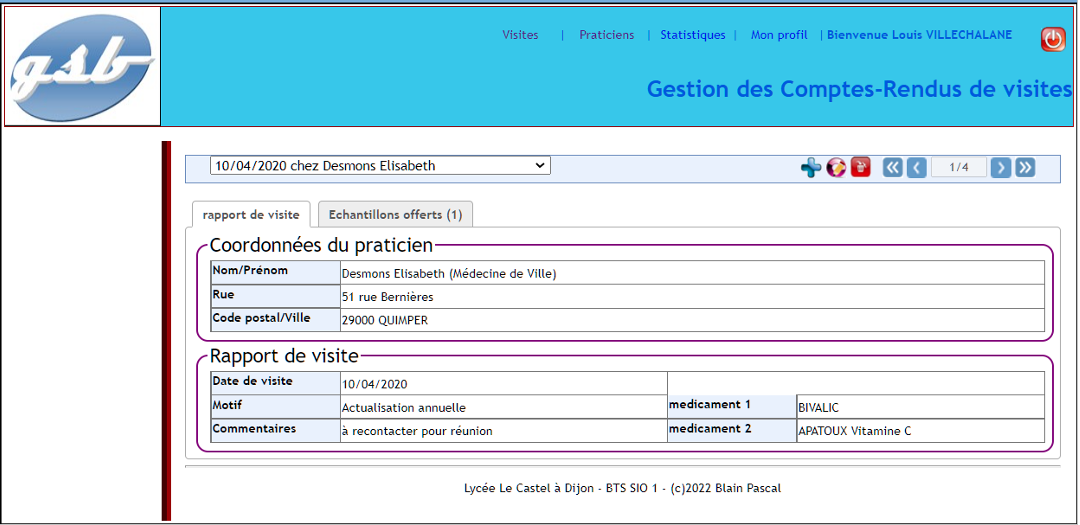 gsb
Visites | Praticiens | Statistiques | Mon profil | Bienvenue Louis VILLECHALANE
Gestion des Comptes-Rendus de visites
10/04/2020 chez Desmons Elisabeth 1/4
rapport de visite Echantillons offerts (1)
Coordonnées du praticien
Nom/Prénom Desmons Elisabeth (Médecine de Ville)
Rue 51 rue Bernières
Code postal/Ville 29000 QUIMPER
Rapport de visite
Date de visite 10/04/2020
Motif Actualisation annuelle medicament 1 BIVALIC
Commentaires à recontacter pour réunion medicament 2 APATOUX Vitamine C
Lycée Le Castel à Dijon - BTS SIO 1 - (c)2022 Blain Pascal